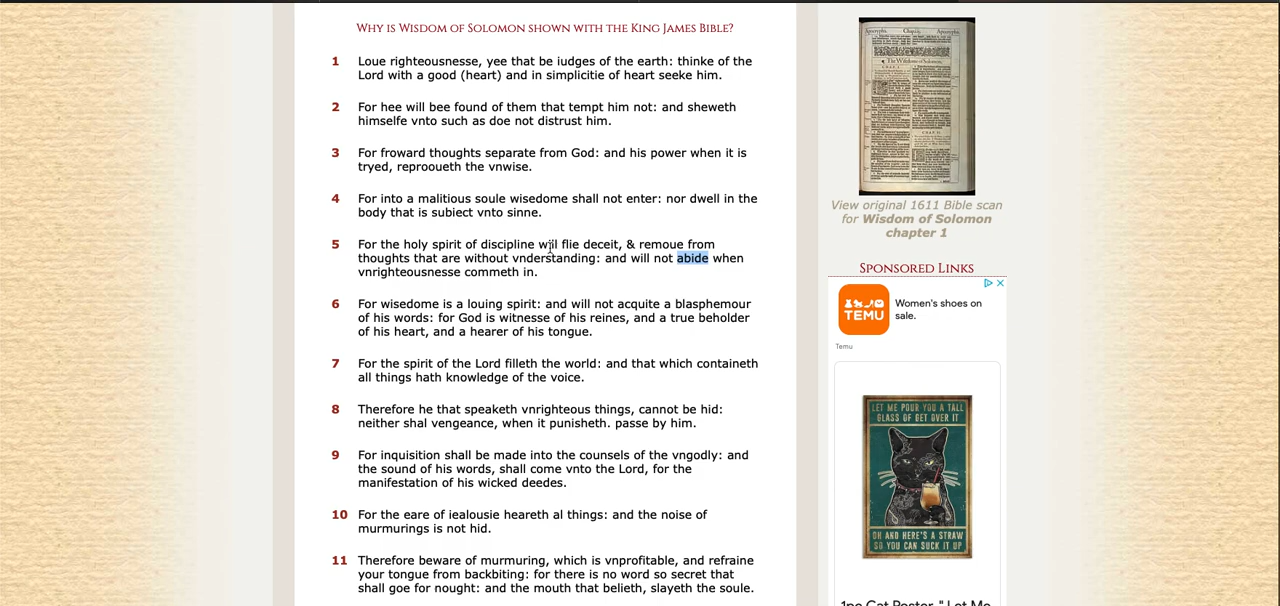 Why is Wisdom of Solomon shown with the King James Bible?
1 Loue righteousnesse, yee that be iudges of the earth: thinke of the
Lord with a good (heart) and in simplicitie of heart seeke him.
2 For hee will bee found of them that tempt him not: and sheweth
himselfe vnto such as doe not distrust him.
3 For froward thoughts separate from God: and his power when it is
tryed, reprooueth the vnwise.
4 For into a malitious soule wisedome shall not enter: nor dwell in the
body that is subiect vnto sinne.
5 For the holy spirit of discipline wil flie deceit, & remoue from
thoughts that are without vnderstanding: and will not abide when
vnrighteousnesse commeth in.
6 For wisedome is a louing spirit: and will not acquite a blasphemour
of his words: for God is witnesse of his reines, and a true beholder
of his heart, and a hearer of his tongue.
7 For the spirit of the Lord filleth the world: and that which containeth
all things hath knowledge of the voice.
8 Therefore he that speaketh vnrighteous things, cannot be hid:
neither shal vengeance, when it punisheth. passe by him.
9 For inquisition shall be made into the counsels of the vngodly: and
the sound of his words, shall come vnto the Lord, for the
manifestation of his wicked deedes.
10 For the eare of iealousie heareth al things: and the noise of
murmurings is not hid.
11 Therefore beware of murmuring, which is vnprofitable, and refraine
your tongue from backbiting: for there is no word so secret that
shall goe for nought: and the mouth that belieth, slayeth the soule.
View original 1611 Bible scan
for Wisdom of Solomon
chapter 1
Sponsored Links
TEMU
Women's shoes on
sale.
Temu
LET ME POUR YOU A TALL
GLASS OF GET OVER IT
OH AND HERE'S A STRAW
SO YOU CAN SUCK IT UP
1pc Cat Poster, " Let Me